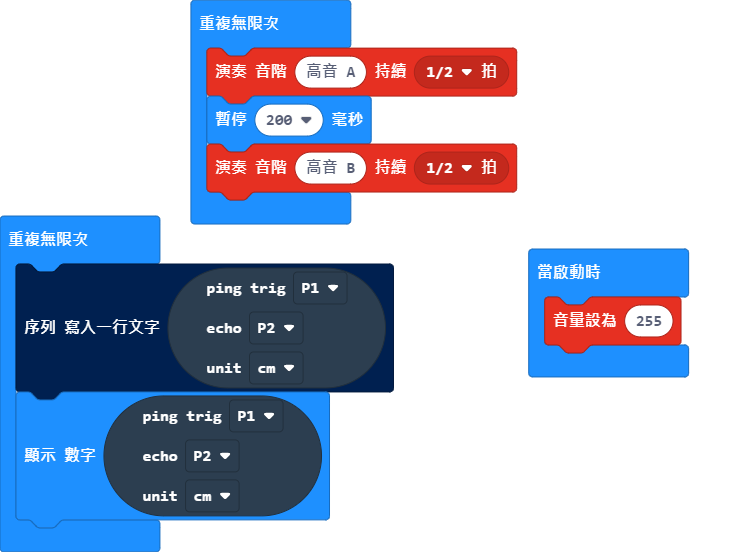 重複無限次
演奏 音階 高音 A 持續 1/2 拍
暫停 200 毫秒
演奏 音階 高音 B 持續 1/2 拍
重複無限次
序列 寫入一行文字
ping trig P1
echo P2
unit cm
顯示 數字
ping trig P1
echo P2
unit cm
當啟動時
音量設為 255